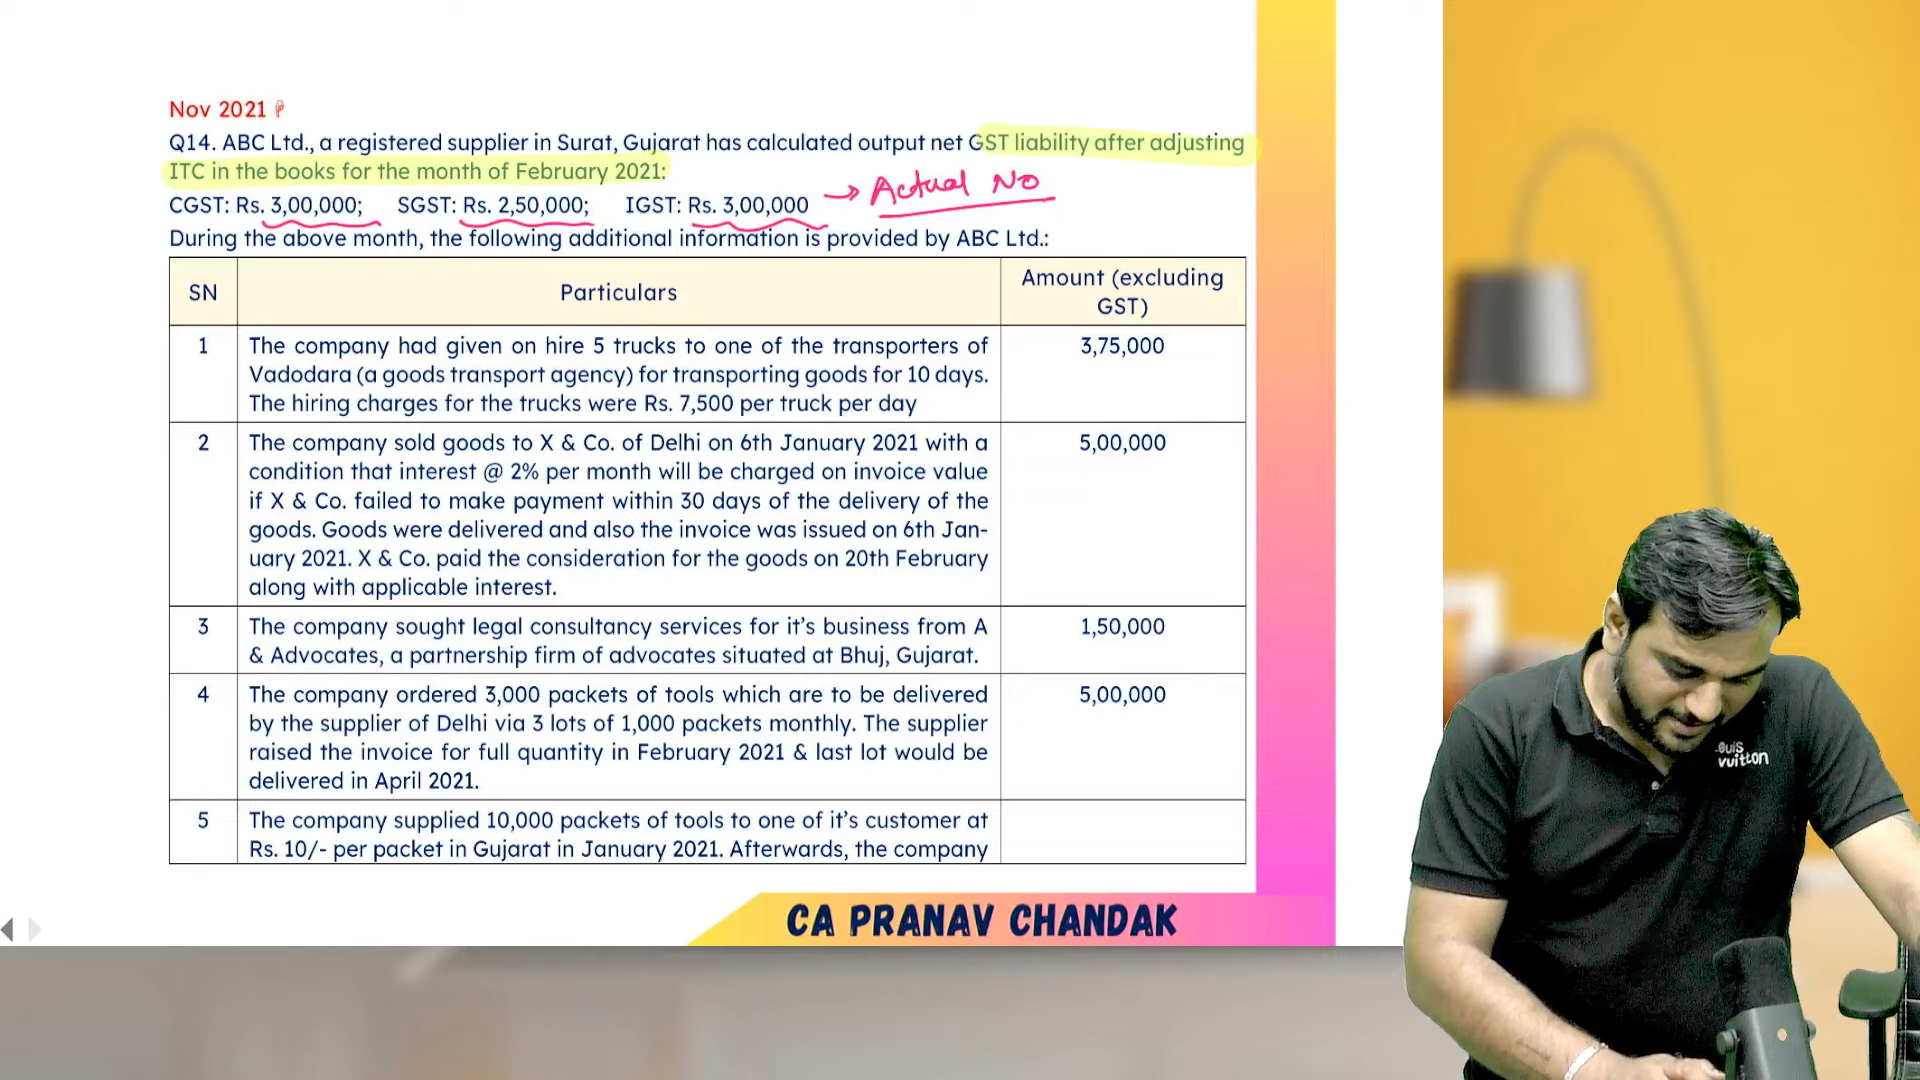 Nov 2021
Q14. ABC Ltd., a registered supplier in Surat, Gujarat has calculated output net GST liability after adjusting
ITC in the books for the month of February 2021:
CGST: Rs. 3,00,000; SGST: Rs. 2,50,000; IGST: Rs. 3,00,000 → Actual No
During the above month, the following additional information is provided by ABC Ltd.:
SN Particulars Amount (excluding
GST)
1 The company had given on hire 5 trucks to one of the transporters of 3,75,000
Vadodara (a goods transport agency) for transporting goods for 10 days.
The hiring charges for the trucks were Rs. 7,500 per truck per day
2 The company sold goods to X & Co. of Delhi on 6th January 2021 with a 5,00,000
condition that interest @ 2% per month will be charged on invoice value
if X & Co. failed to make payment within 30 days of the delivery of the
goods. Goods were delivered and also the invoice was issued on 6th Jan-
uary 2021. X & Co. paid the consideration for the goods on 20th February
along with applicable interest.
3 The company sought legal consultancy services for it's business from A 1,50,000
& Advocates, a partnership firm of advocates situated at Bhuj, Gujarat.
4 The company ordered 3,000 packets of tools which are to be delivered 5,00,000
by the supplier of Delhi via 3 lots of 1,000 packets monthly. The supplier
raised the invoice for full quantity in February 2021 & last lot would be
delivered in April 2021.
5 The company supplied 10,000 packets of tools to one of it's customer at
Rs. 10/- per packet in Gujarat in January 2021. Afterwards, the company
CA PRANAV CHANDAK
vuitton